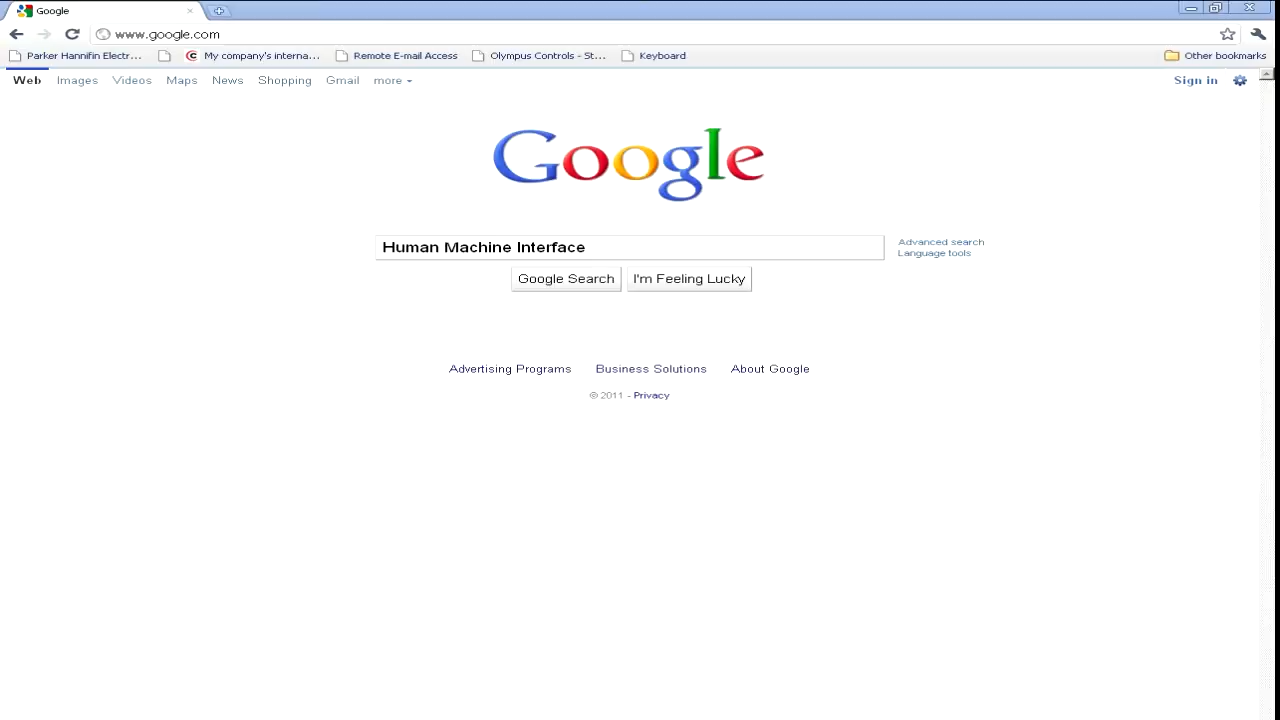 Google
www.google.com
Parker Hannifin Electr... My company's interna... Remote E-mail Access Olympus Controls - St... Keyboard Other bookmarks
Web Images Videos Maps News Shopping Gmail more Sign in
Google
Human Machine Interface
Advanced search
Language tools
Google Search I'm Feeling Lucky
Advertising Programs Business Solutions About Google
© 2011 - Privacy